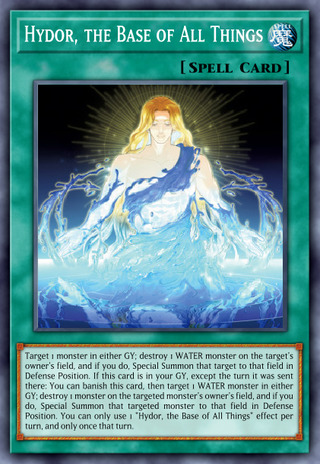 HYDOR, THE BASE OF ALL THINGS 魔
[ SPELL CARD ]
Target 1 monster in either GY; destroy 1 WATER monster on the target's
owner's field, and if you do, Special Summon that target to that field in
Defense Position. If this card is in your GY, except the turn it was sent
there: You can banish this card, then target 1 WATER monster in either
GY; destroy 1 monster on the targeted monster's owner's field, and if you
do, Special Summon that targeted monster to that field in Defense
Position. You can only use 1 "Hydor, the Base of All Things" effect per
turn, and only once that turn.